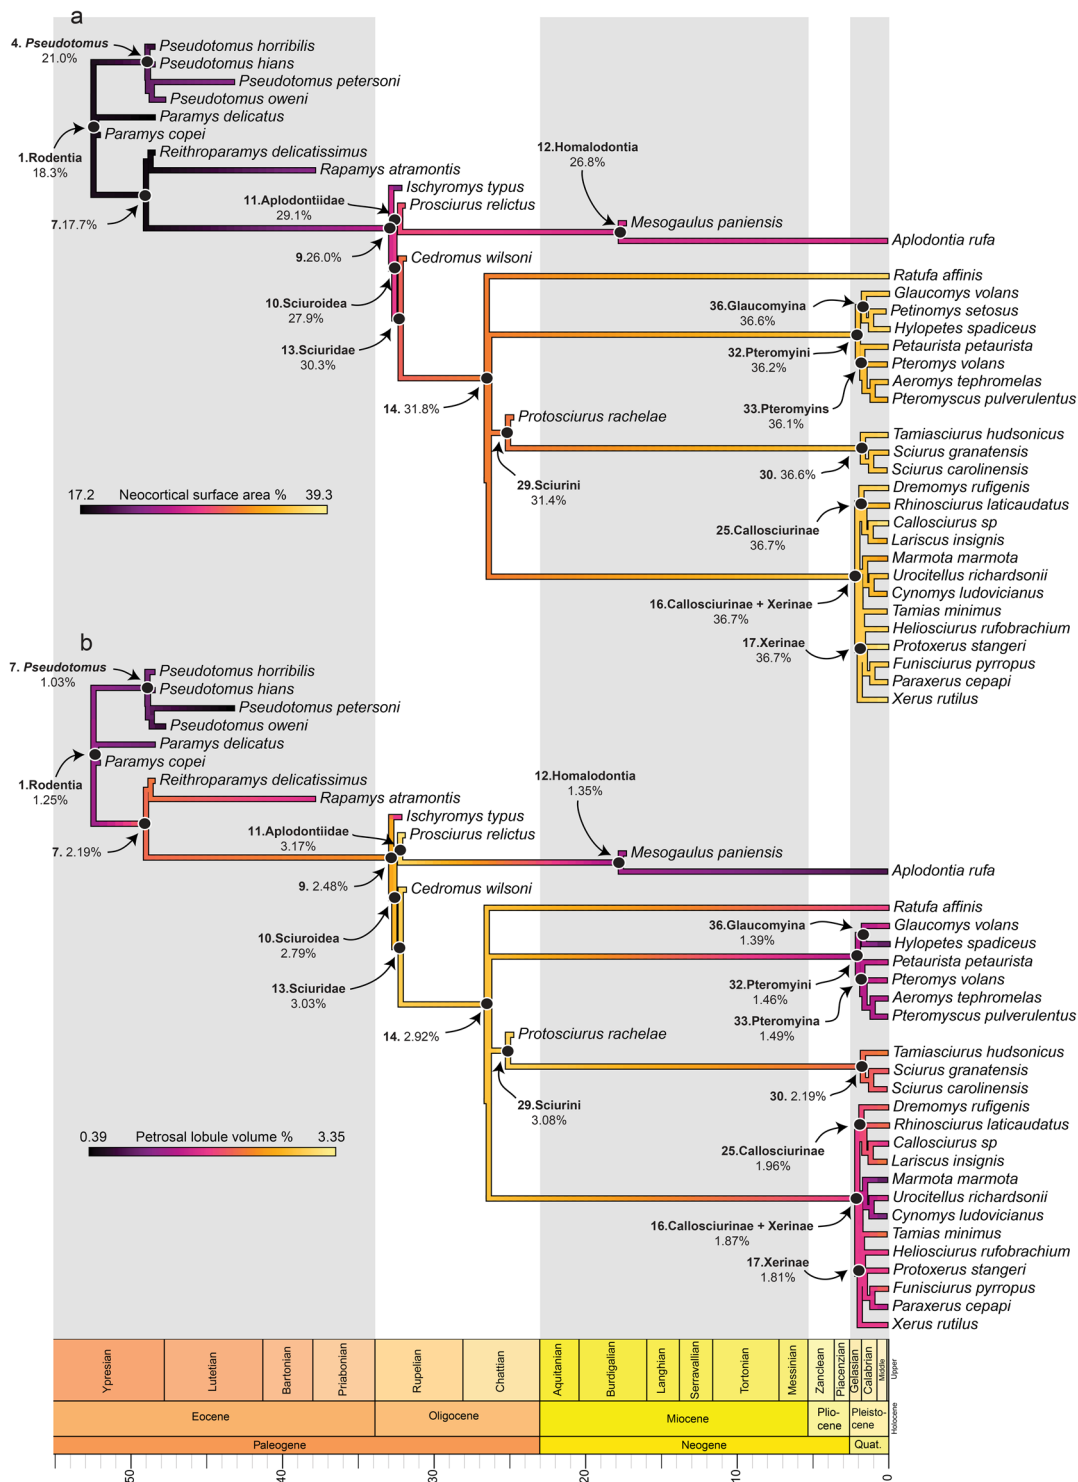 a
4. Pseudotomus
21.0%
Pseudotomus horribilis
Pseudotomus hians
Pseudotomus petersoni
Pseudotomus oweni
Paramys delicatus
Paramys copei
1.Rodentia
18.3%
Reithroparamys delicatissimus
Rapamys atramontis
7.17.7%
Ischyromys typus
11.Aplodontiidae
29.1%
Prosciurus relictus
12.Homalodontia
26.8%
Mesogaulus paniensis
Aplodontia rufa
9.26.0%
Cedromus wilsoni
10.Sciuroidea
27.9%
13.Sciuridae
30.3%
14. 31.8%
Ratufa affinis
Glaucomys volans
36.Glaucomyina
36.6%
Petinomys setosus
Hylopetes spadiceus
Petaurista petaurista
32.Pteromyini
36.2%
Pteromys volans
Aeromys tephromelas
Pteromyscus pulverulentus
33.Pteromyins
36.1%
Protosciurus rachelae
Tamiasciurus hudsonicus
Sciurus granatensis
Sciurus carolinensis
30. 36.6%
29.Sciurini
31.4%
Dremomys rufigenis
Rhinosciurus laticaudatus
Callosciurus sp
Lariscus insignis
25.Callosciurinae
36.7%
Marmota marmota
Urocitellus richardsonii
Cynomys ludovicianus
Tamias minimus
16.Callosciurinae + Xerinae
36.7%
Heliosciurus rufobrachium
Protoxerus stangeri
17.Xerinae
36.7%
Funisciurus pyrropus
Paraxerus cepapi
Xerus rutilus
17.2 Neocortical surface area % 39.3
b
7. Pseudotomus
1.03%
Pseudotomus horribilis
Pseudotomus hians
Pseudotomus petersoni
Pseudotomus oweni
Paramys delicatus
Paramys copei
1.Rodentia
1.25%
Reithroparamys delicatissimus
Rapamys atramontis
7. 2.19%
Ischyromys typus
11.Aplodontiidae
3.17%
Prosciurus relictus
12.Homalodontia
1.35%
Mesogaulus paniensis
Aplodontia rufa
9. 2.48%
Cedromus wilsoni
10.Sciuroidea
2.79%
13.Sciuridae
3.03%
14. 2.92%
Ratufa affinis
Glaucomys volans
36.Glaucomyina
1.39%
Hylopetes spadiceus
Petaurista petaurista
32.Pteromyini
1.46%
Pteromys volans
Aeromys tephromelas
Pteromyscus pulverulentus
33.Pteromyina
1.49%
Protosciurus rachelae
Tamiasciurus hudsonicus
Sciurus granatensis
Sciurus carolinensis
30. 2.19%
29.Sciurini
3.08%
Dremomys rufigenis
Rhinosciurus laticaudatus
Callosciurus sp
Lariscus insignis
25.Callosciurinae
1.96%
Marmota marmota
Urocitellus richardsonii
Cynomys ludovicianus
Tamias minimus
16.Callosciurinae + Xerinae
1.87%
Heliosciurus rufobrachium
Protoxerus stangeri
17.Xerinae
1.81%
Funisciurus pyrropus
Paraxerus cepapi
Xerus rutilus
0.39 Petrosal lobule volume % 3.35
Ypresian
Lutetian
Bartonian
Priabonian
Rupelian
Chattian
Aquitanian
Burdigalian
Langhian
Serravallian
Tortonian
Messinian
Zanclean
Piacenzian
Gelasian
Calabrian
Middle
Upper
Eocene
Oligocene
Miocene
Plio-
cene
Pleisto-
cene
Holocene
Paleogene
Neogene
Quat.
50
40
30
20
10
0